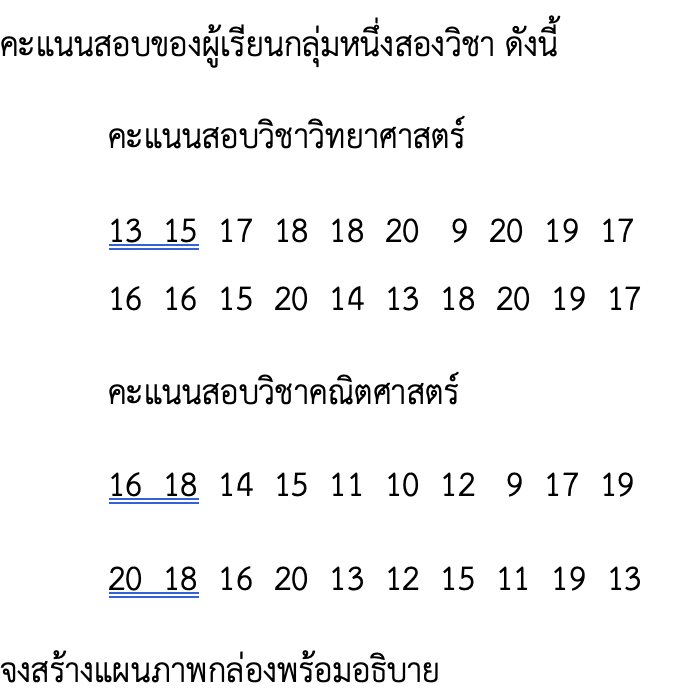 คะแนนสอบของผู้เรียนกลุ่มหนึ่งสองวิชา ดังนี้
คะแนนสอบวิชาวิทยาศาสตร์
13 15 17 18 18 20 9 20 19 17
16 16 15 20 14 13 18 20 19 17
คะแนนสอบวิชาคณิตศาสตร์
16 18 14 15 11 10 12 9 17 19
20 18 16 20 13 12 15 11 19 13
จงสร้างแผนภาพกล่องพร้อมอธิบาย